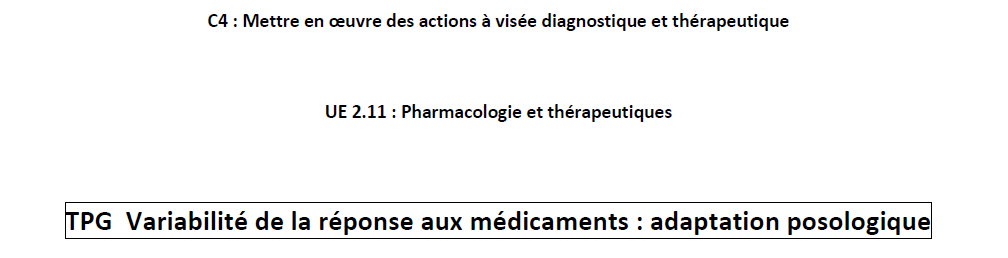 C4 : Mettre en œuvre des actions à visée diagnostique et thérapeutique
UE 2.11 : Pharmacologie et thérapeutiques
TPG  Variabilité de la réponse aux médicaments : adaptation posologique